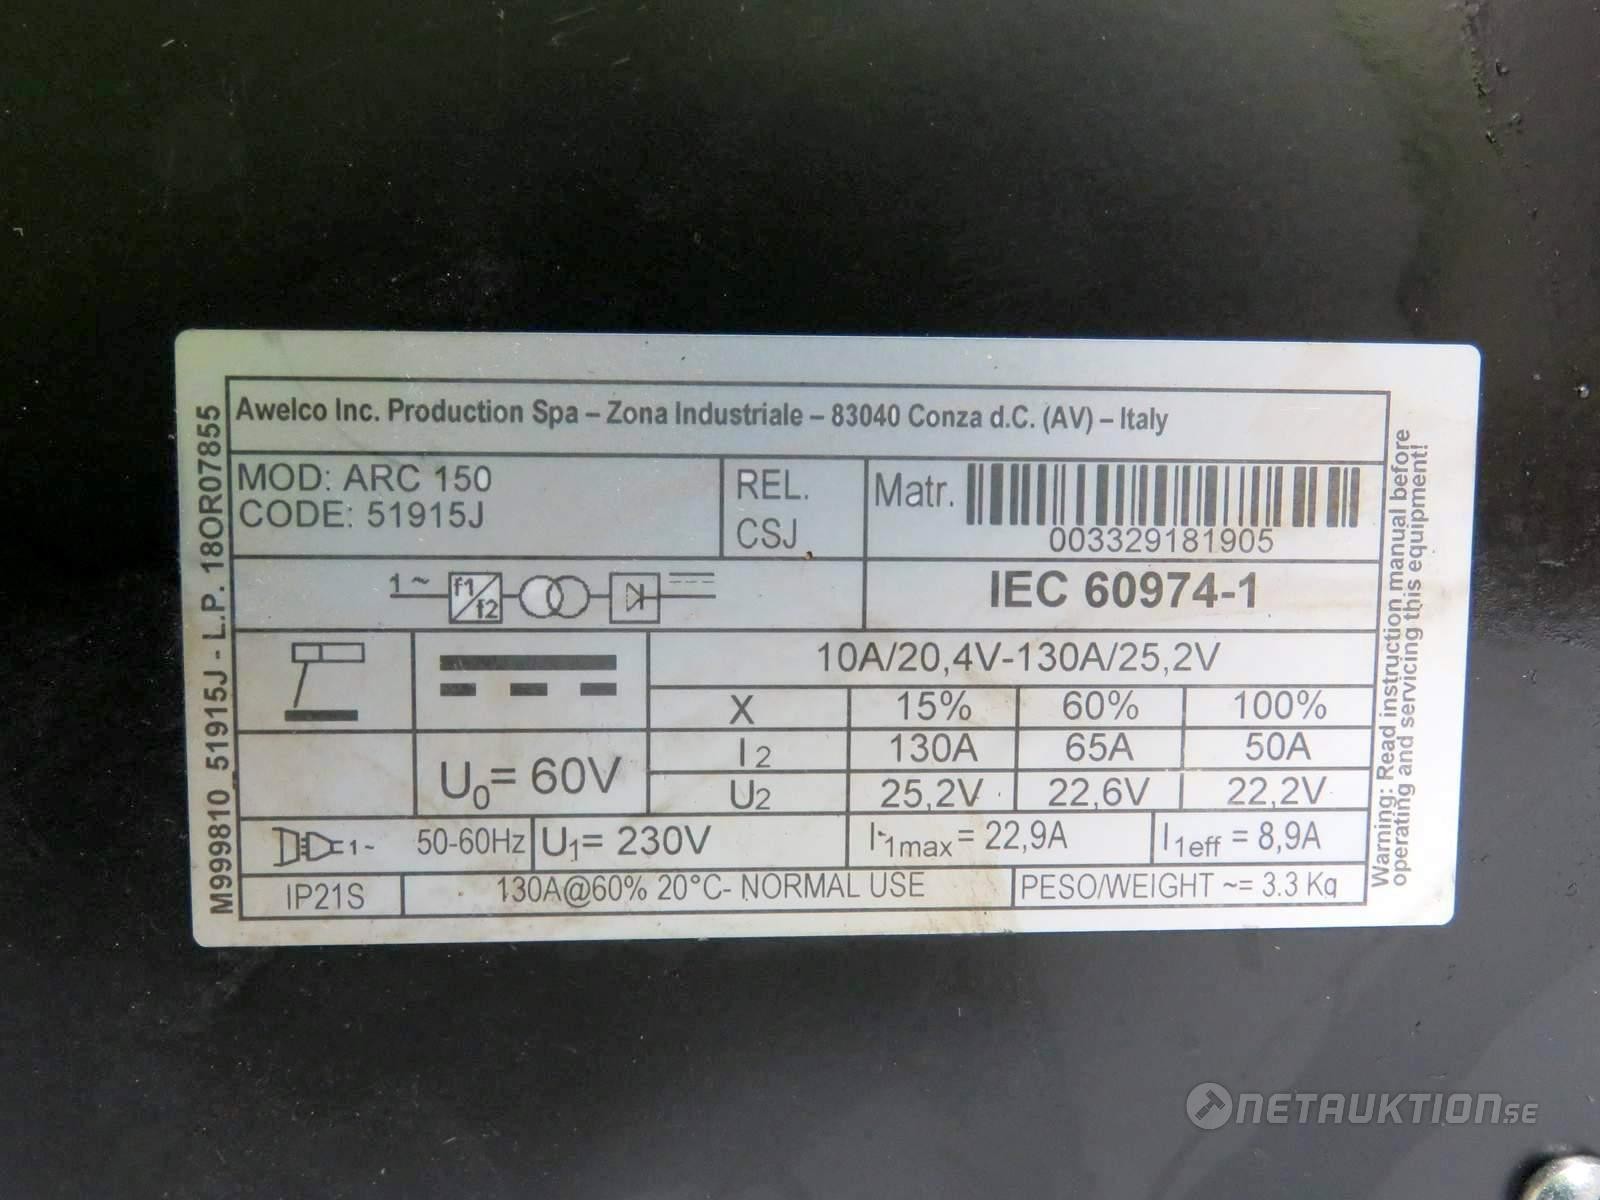 Awelco Inc. Production Spa – Zona Industriale – 83040 Conza d.C. (AV) – Italy
MOD: ARC 150
CODE: 51915J
REL.
CSJ
Matr.
003329181905
1~
f1
f2
IEC 60974-1
10A/20,4V-130A/25,2V
X 15% 60% 100%
I2 130A 65A 50A
U0= 60V
U2 25,2V 22,6V 22,2V
1~ 50-60Hz U1= 230V I1max = 22,9A I1eff = 8,9A
IP21S 130A@60% 20°C- NORMAL USE PESO/WEIGHT ~= 3.3 Kg
M999810_51915J - L.P. 18OR07855
Warning: Read instruction manual before
operating and servicing this equipment!
NETAUKTION.SE